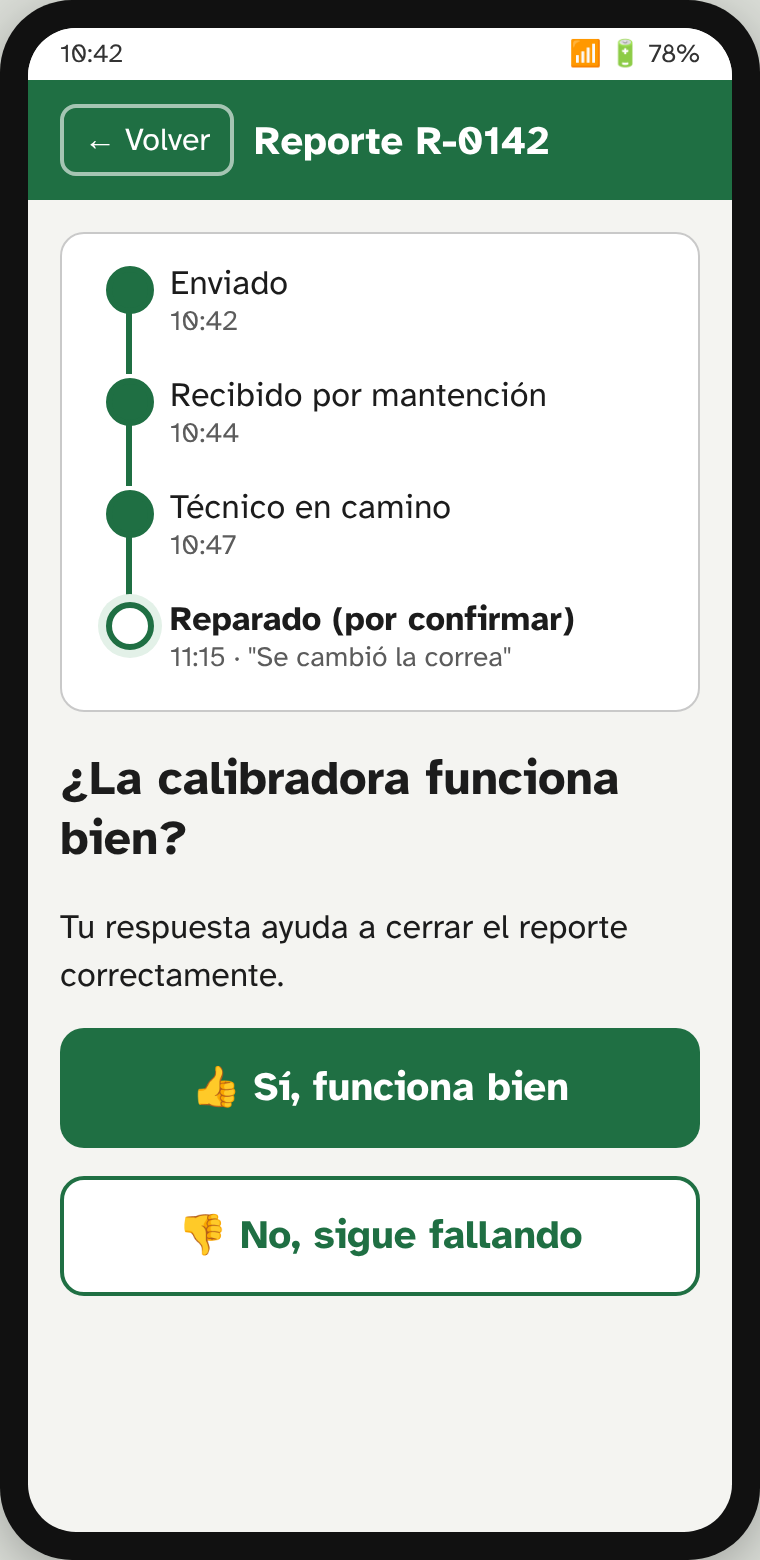 10:42 78%
← Volver Reporte R-0142
Enviado
10:42
Recibido por mantención
10:44
Técnico en camino
10:47
Reparado (por confirmar)
11:15 · "Se cambió la correa"
¿La calibradora funciona
bien?
Tu respuesta ayuda a cerrar el reporte
correctamente.
👍 Sí, funciona bien
👎 No, sigue fallando